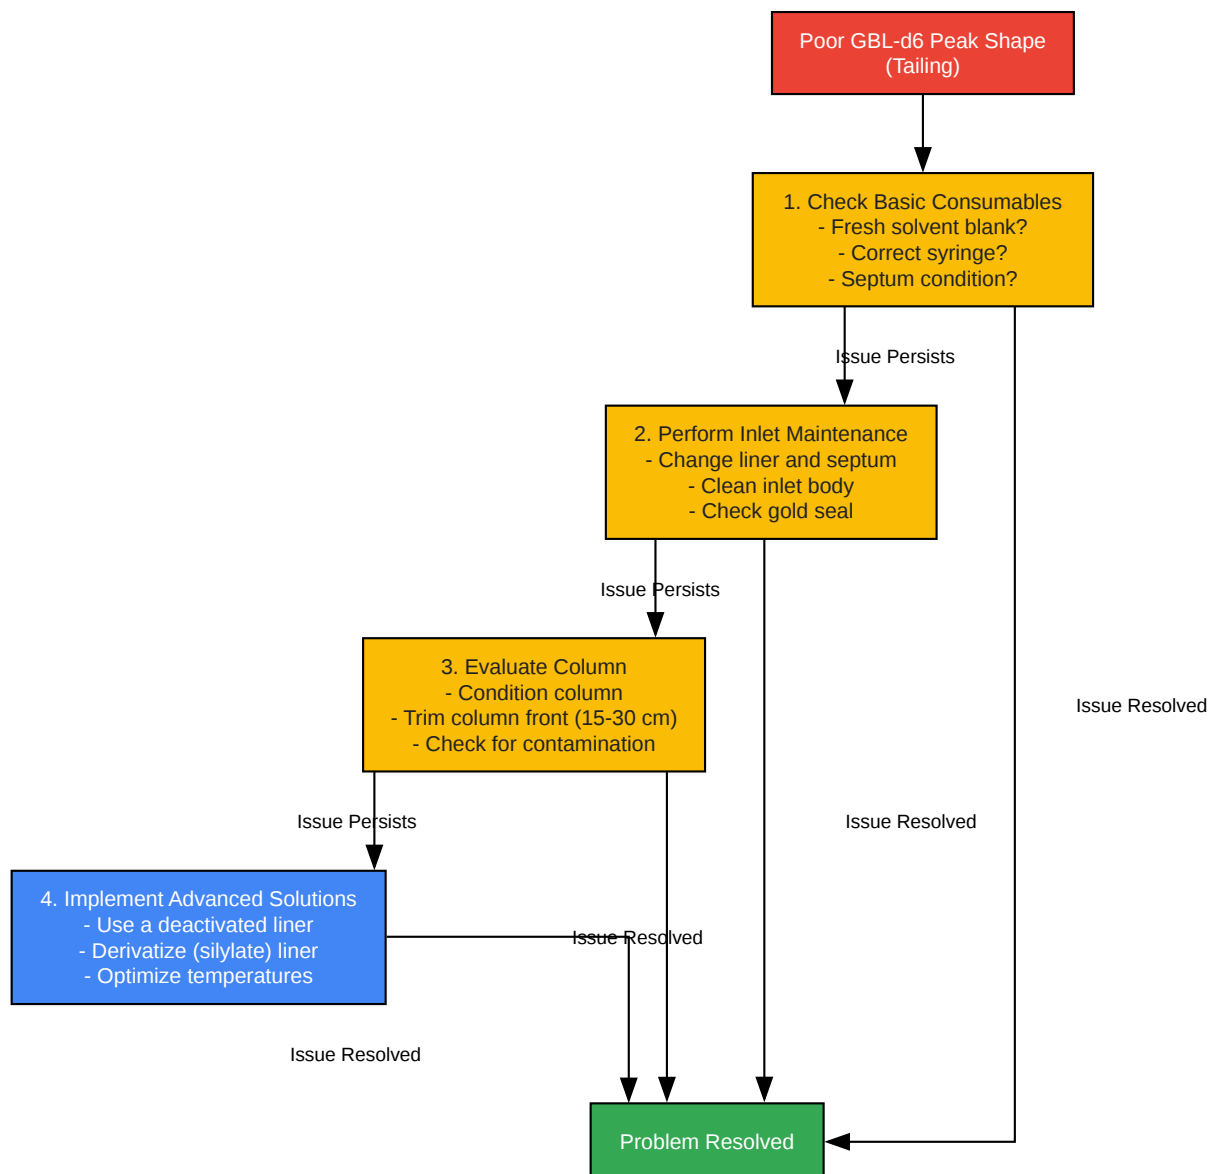 Poor GBL-d6 Peak Shape
(Tailing)
1. Check Basic Consumables
- Fresh solvent blank?
- Correct syringe?
- Septum condition?
Issue Persists
2. Perform Inlet Maintenance
- Change liner and septum
- Clean inlet body
- Check gold seal
Issue Persists
3. Evaluate Column
- Condition column
- Trim column front (15-30 cm)
- Check for contamination
Issue Resolved
Issue Persists
Issue Resolved
4. Implement Advanced Solutions
- Use a deactivated liner
- Derivatize (silylate) liner
- Optimize temperatures
Issue Resolved
Issue Resolved
Problem Resolved